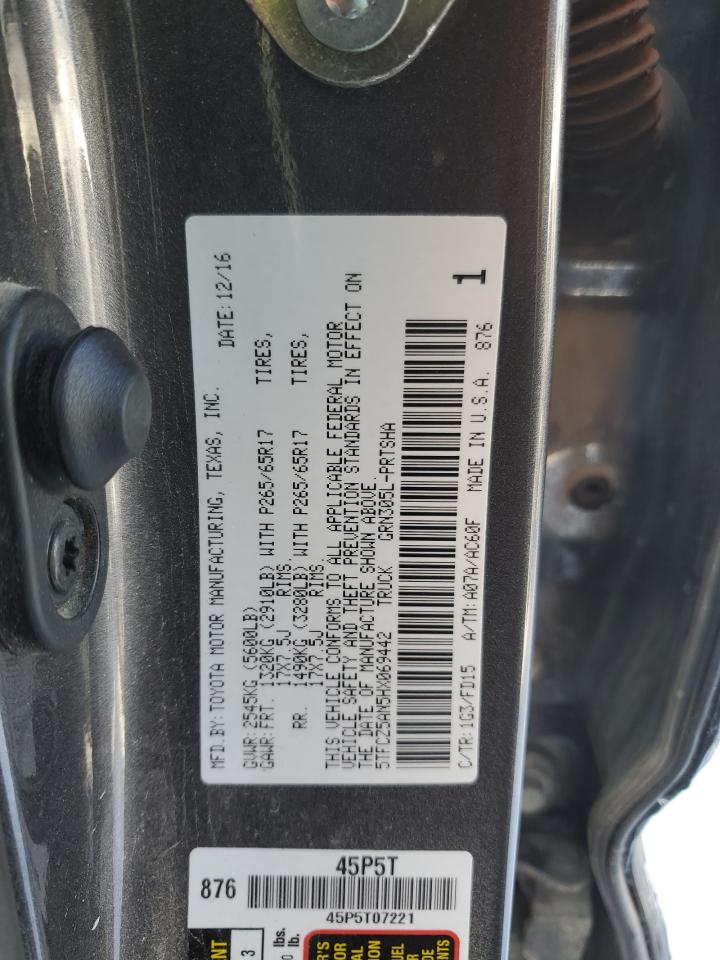 MFD.BY:TOYOTA MOTOR MANUFACTURING, TEXAS, INC. DATE:12/16
GVWR:2545KG (5600LB)
GAWR:FRT. 1320KG (2910LB) WITH P265/65R17 TIRES,
17X7.5J RIMS.
RR. 1490KG (3280LB) WITH P265/65R17 TIRES,
17X7.5J RIMS.
THIS VEHICLE CONFORMS TO ALL APPLICABLE FEDERAL MOTOR
VEHICLE SAFETY AND THEFT PREVENTION STANDARDS IN EFFECT ON
THE DATE OF MANUFACTURE SHOWN ABOVE.
5TFCZ5AN5HX069442 TRUCK GRN305L-FRTSHA
C/TR:1G3/FD15 A/TM:A07A/AC60F MADE IN U.S.A. 876
1
45P5T
876
45P5T07221
lbs.
lb.
3